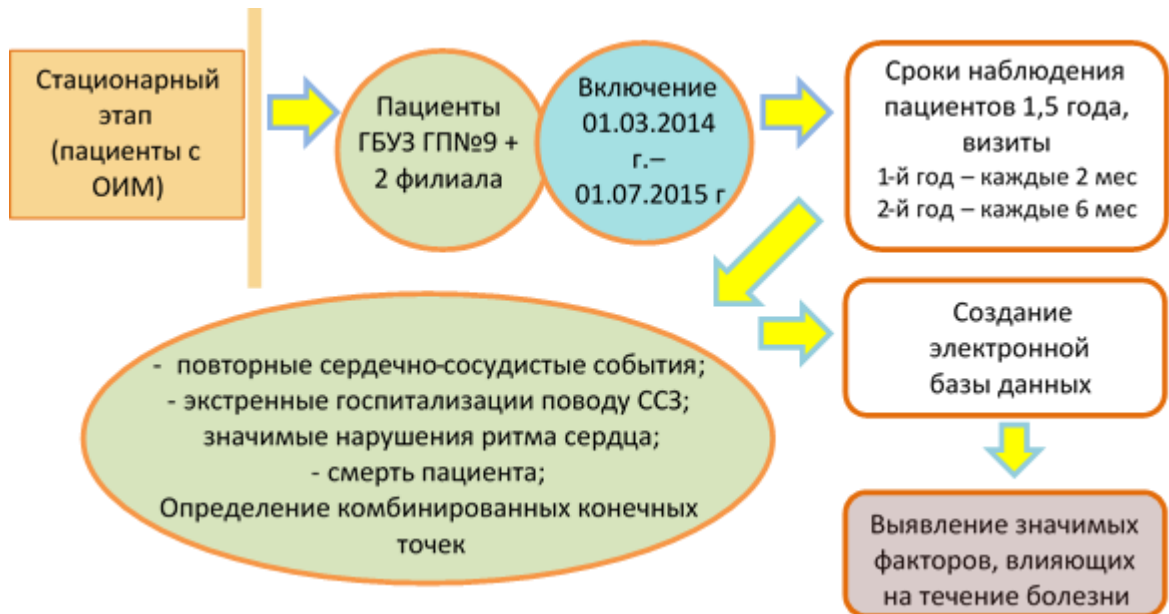 Стационарный
этап
(пациенты с
ОИМ)
Пациенты
ГБУЗ ГП№9 +
2 филиала
Включение
01.03.2014
г.–
01.07.2015 г
Сроки наблюдения
пациентов 1,5 года,
визиты
1-й год – каждые 2 мес
2-й год – каждые 6 мес
- повторные сердечно-сосудистые события;
- экстренные госпитализации поводу ССЗ;
значимые нарушения ритма сердца;
- смерть пациента;
Определение комбинированных конечных
точек
Создание
электронной
базы данных
Выявление значимых
факторов, влияющих
на течение болезни